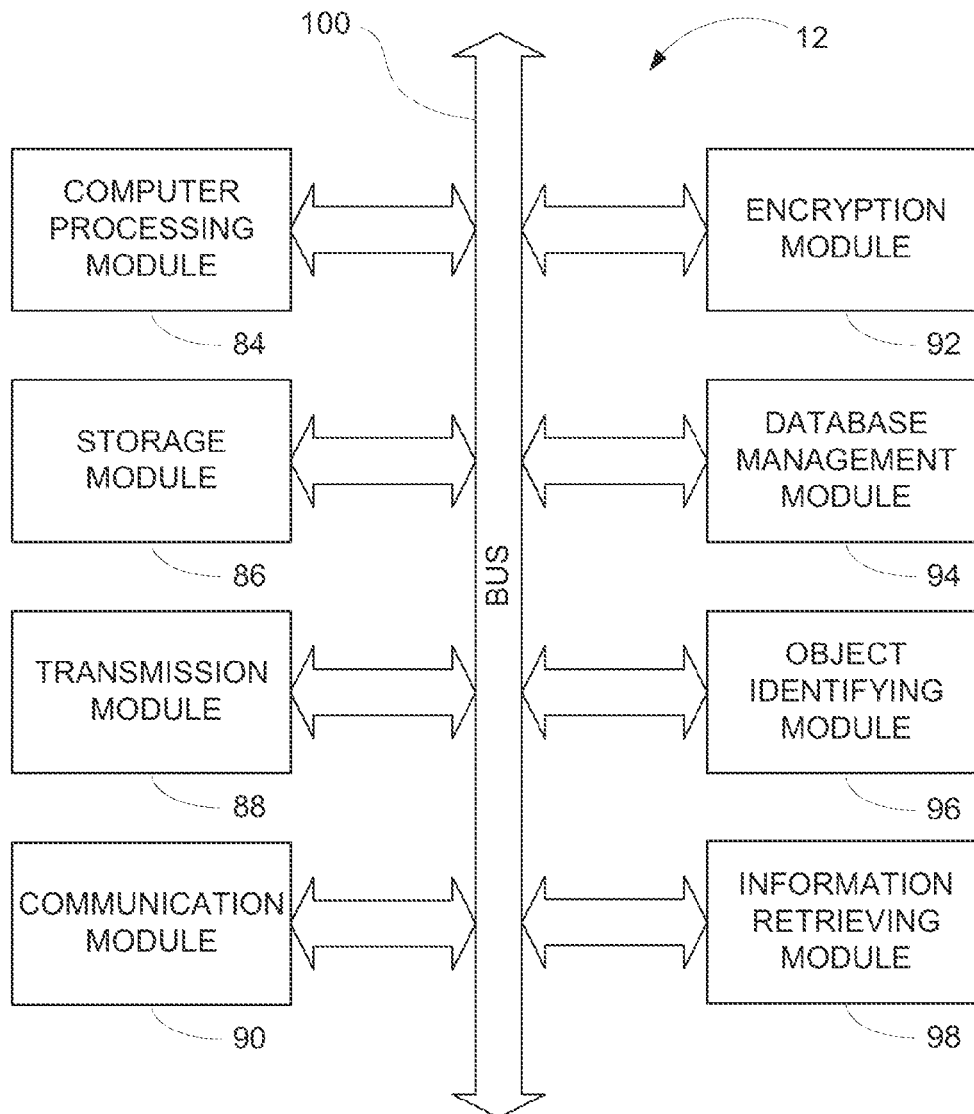 100
12
COMPUTER
PROCESSING
MODULE
84
ENCRYPTION
MODULE
92
STORAGE
MODULE
86
DATABASE
MANAGEMENT
MODULE
94
BUS
TRANSMISSION
MODULE
88
OBJECT
IDENTIFYING
MODULE
96
COMMUNICATION
MODULE
90
INFORMATION
RETRIEVING
MODULE
98